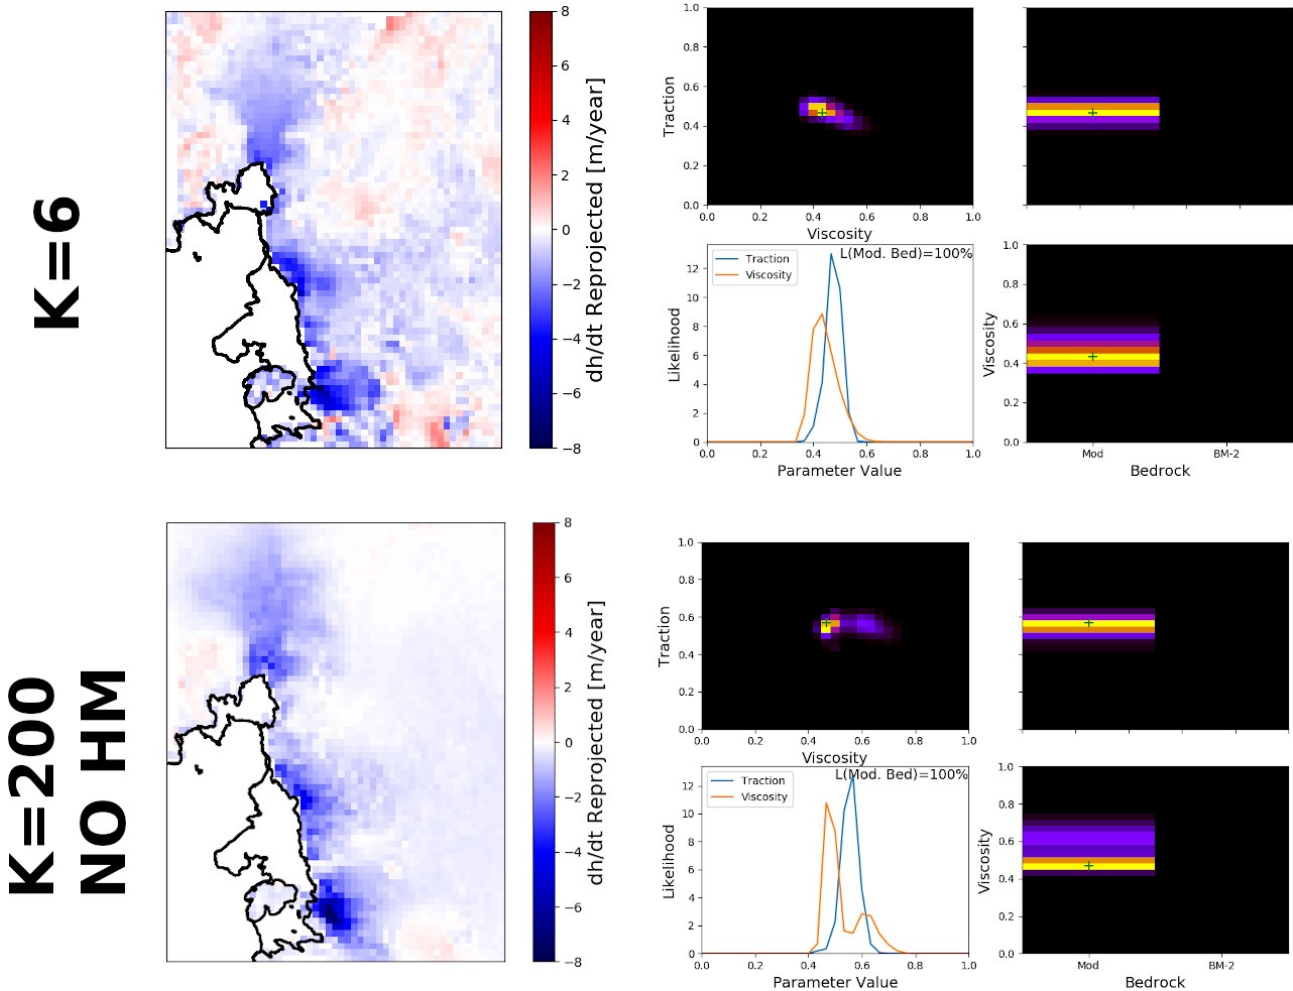 K=6
8
6
4
2
0
−2
−4
−6
−8
dh/dt Reprojected [m/year]
1.0
0.8
0.6
0.4
0.2
0.0
Traction
0.0 0.2 0.4 0.6 0.8 1.0
Viscosity
L(Mod. Bed)=100%
Traction
Viscosity
12
10
8
6
4
2
0
Likelihood
0.0 0.2 0.4 0.6 0.8 1.0
Parameter Value
1.0
0.8
0.6
0.4
0.2
0.0
Viscosity
Mod BM-2
Bedrock
K=200
NO HM
8
6
4
2
0
−2
−4
−6
−8
dh/dt Reprojected [m/year]
1.0
0.8
0.6
0.4
0.2
0.0
Traction
0.0 0.2 0.4 0.6 0.8 1.0
Viscosity
L(Mod. Bed)=100%
Traction
Viscosity
12
10
8
6
4
2
0
Likelihood
0.0 0.2 0.4 0.6 0.8 1.0
Parameter Value
1.0
0.8
0.6
0.4
0.2
0.0
Viscosity
Mod BM-2
Bedrock